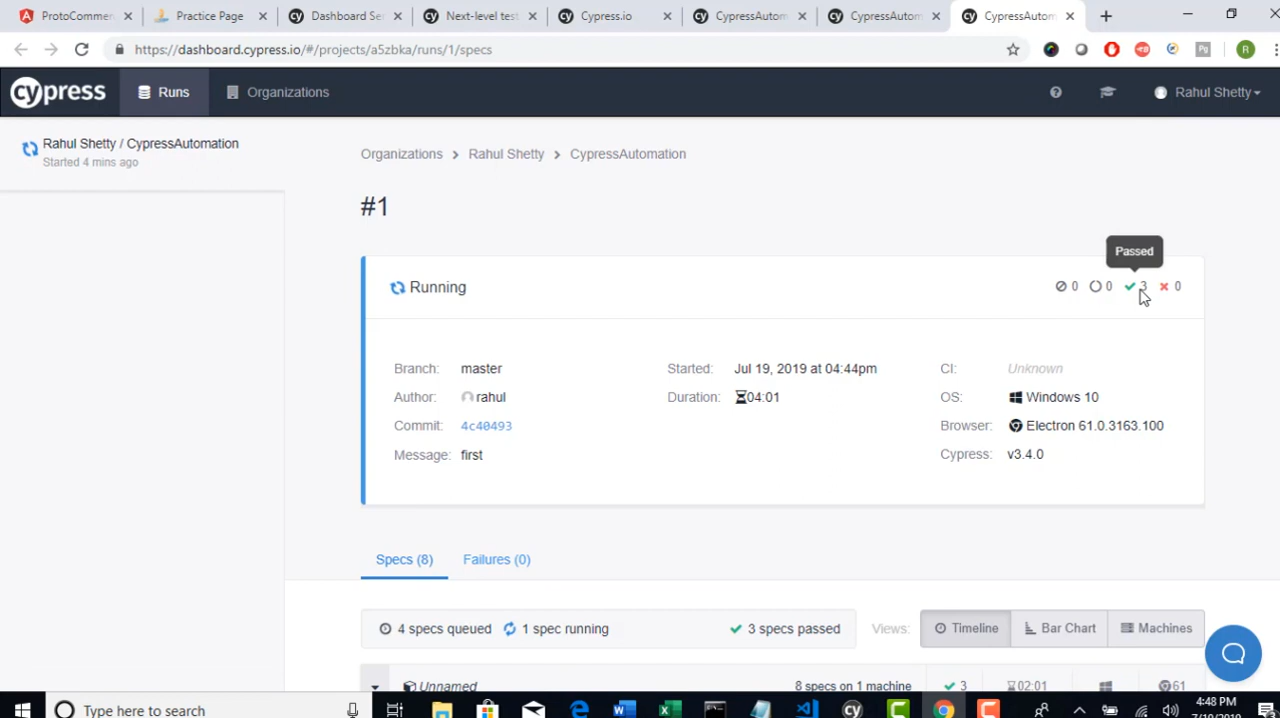 ProtoCommer
Practice Page
Dashboard Se
Next-level tes
Cypress.io
CypressAutom
CypressAutom
CypressAutom
https://dashboard.cypress.io/#/projects/a5zbka/runs/1/specs
R
cypress
Runs
Organizations
Rahul Shetty
Rahul Shetty / CypressAutomation
Started 4 mins ago
Organizations > Rahul Shetty > CypressAutomation
#1
Passed
Running
0 0 3 0
Branch: master
Started: Jul 19, 2019 at 04:44pm
CI: Unknown
Author: rahul
Duration: 04:01
OS: Windows 10
Commit: 4c40493
Browser: Electron 61.0.3163.100
Message: first
Cypress: v3.4.0
Specs (8)
Failures (0)
4 specs queued
1 spec running
3 specs passed
Views:
Timeline
Bar Chart
Machines
Unnamed
8 specs on 1 machine
3
02:01
61
Type here to search
4:48 PM